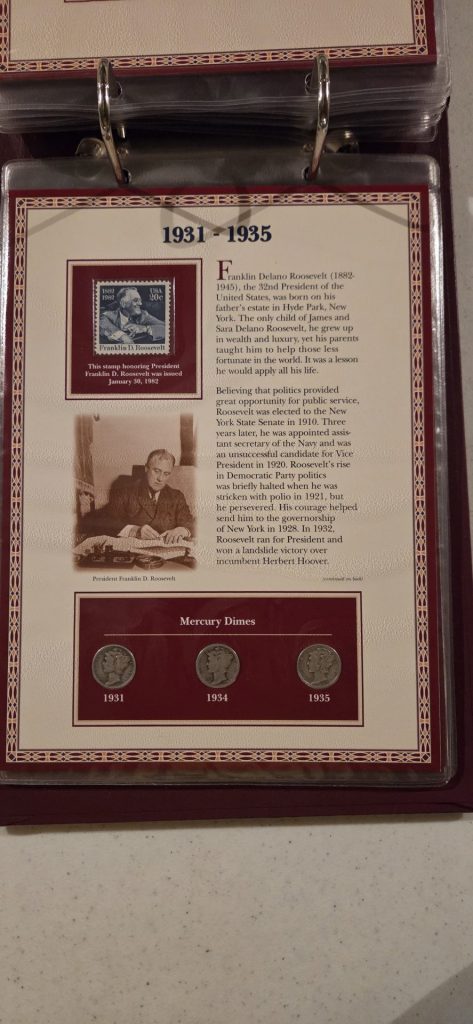 1931 - 1935
1882
1982
USA
20c
Franklin D. Roosevelt
This stamp honoring President
Franklin D. Roosevelt was issued
January 30, 1982
Franklin Delano Roosevelt (1882-
1945), the 32nd President of the
United States, was born on his
father's estate in Hyde Park, New
York. The only child of James and
Sara Delano Roosevelt, he grew up
in wealth and luxury, yet his parents
taught him to help those less
fortunate in the world. It was a lesson
he would apply all his life.
Believing that politics provided
great opportunity for public service,
Roosevelt was elected to the New
York State Senate in 1910. Three
years later, he was appointed assis-
tant secretary of the Navy and was
an unsuccessful candidate for Vice
President in 1920. Roosevelt's rise
in Democratic Party politics
was briefly halted when he was
stricken with polio in 1921, but
he persevered. His courage helped
send him to the governorship
of New York in 1928. In 1932,
Roosevelt ran for President and
won a landslide victory over
incumbent Herbert Hoover.
President Franklin D. Roosevelt
(continued on back)
Mercury Dimes
1931
1934
1935